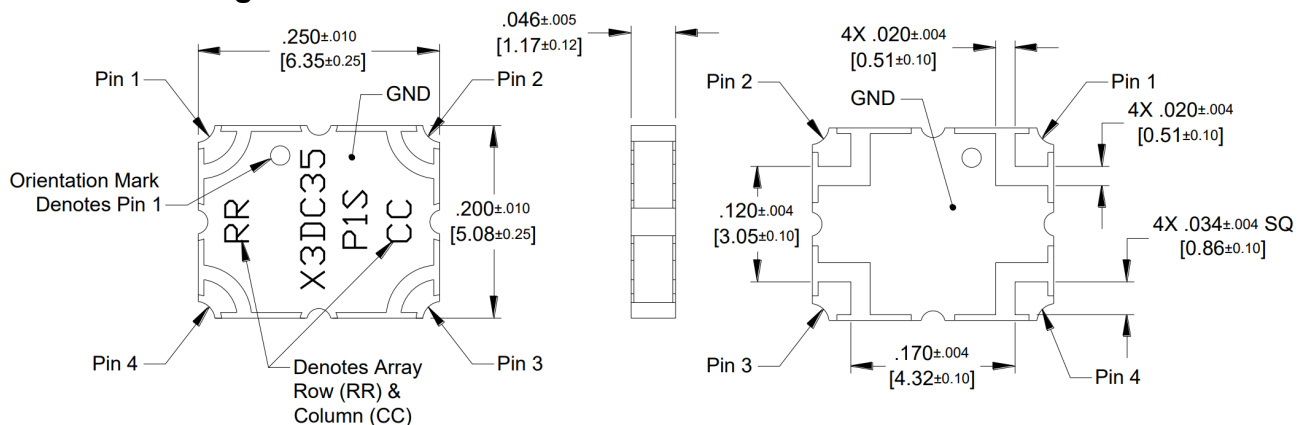 g
.250±.010
[6.35±0.25]
.046±.005
[1.17±0.12]
4X .020±.004
[0.51±0.10]
Pin 1
Pin 2
GND
Pin 2
GND
Pin 1
4X .020±.004
[0.51±0.10]
Orientation Mark
Denotes Pin 1
RR
X3DC35
P1S
CC
.200±.010
[5.08±0.25]
.120±.004
[3.05±0.10]
4X .034±.004 SQ
[0.86±0.10]
Pin 4
Pin 3
Denotes Array
Row (RR) &
Column (CC)
Pin 3
.170±.004
[4.32±0.10]
Pin 4